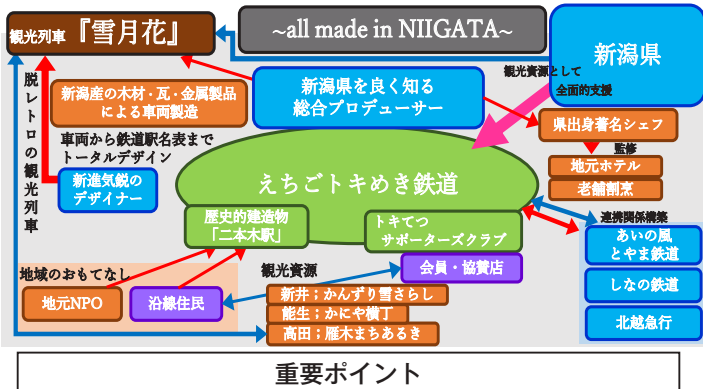 観光列車『雪月花』
~all made in NIIGATA~
新潟県
観光資源として
全面的支援
新潟産の木材・瓦・金属製品
による車両製造
新潟県を良く知る
総合プロデューサー
県出身著名シェフ
監修
地元ホテル
老舗割烹
脱レトロの観光列車
車両から鉄道駅名表まで
トータルデザイン
新進気鋭の
デザイナー
えちごトキめき鉄道
歴史的建造物
「二本木駅」
トキてつ
サポーターズクラブ
連携関係構築
あいの風
とやま鉄道
しなの鉄道
北越急行
地域のおもてなし
地元NPO
沿線住民
観光資源
会員・協賛店
新井；かんずり雪さらし
能生；かにや横丁
高田；雁木まちあるき
重要ポイント